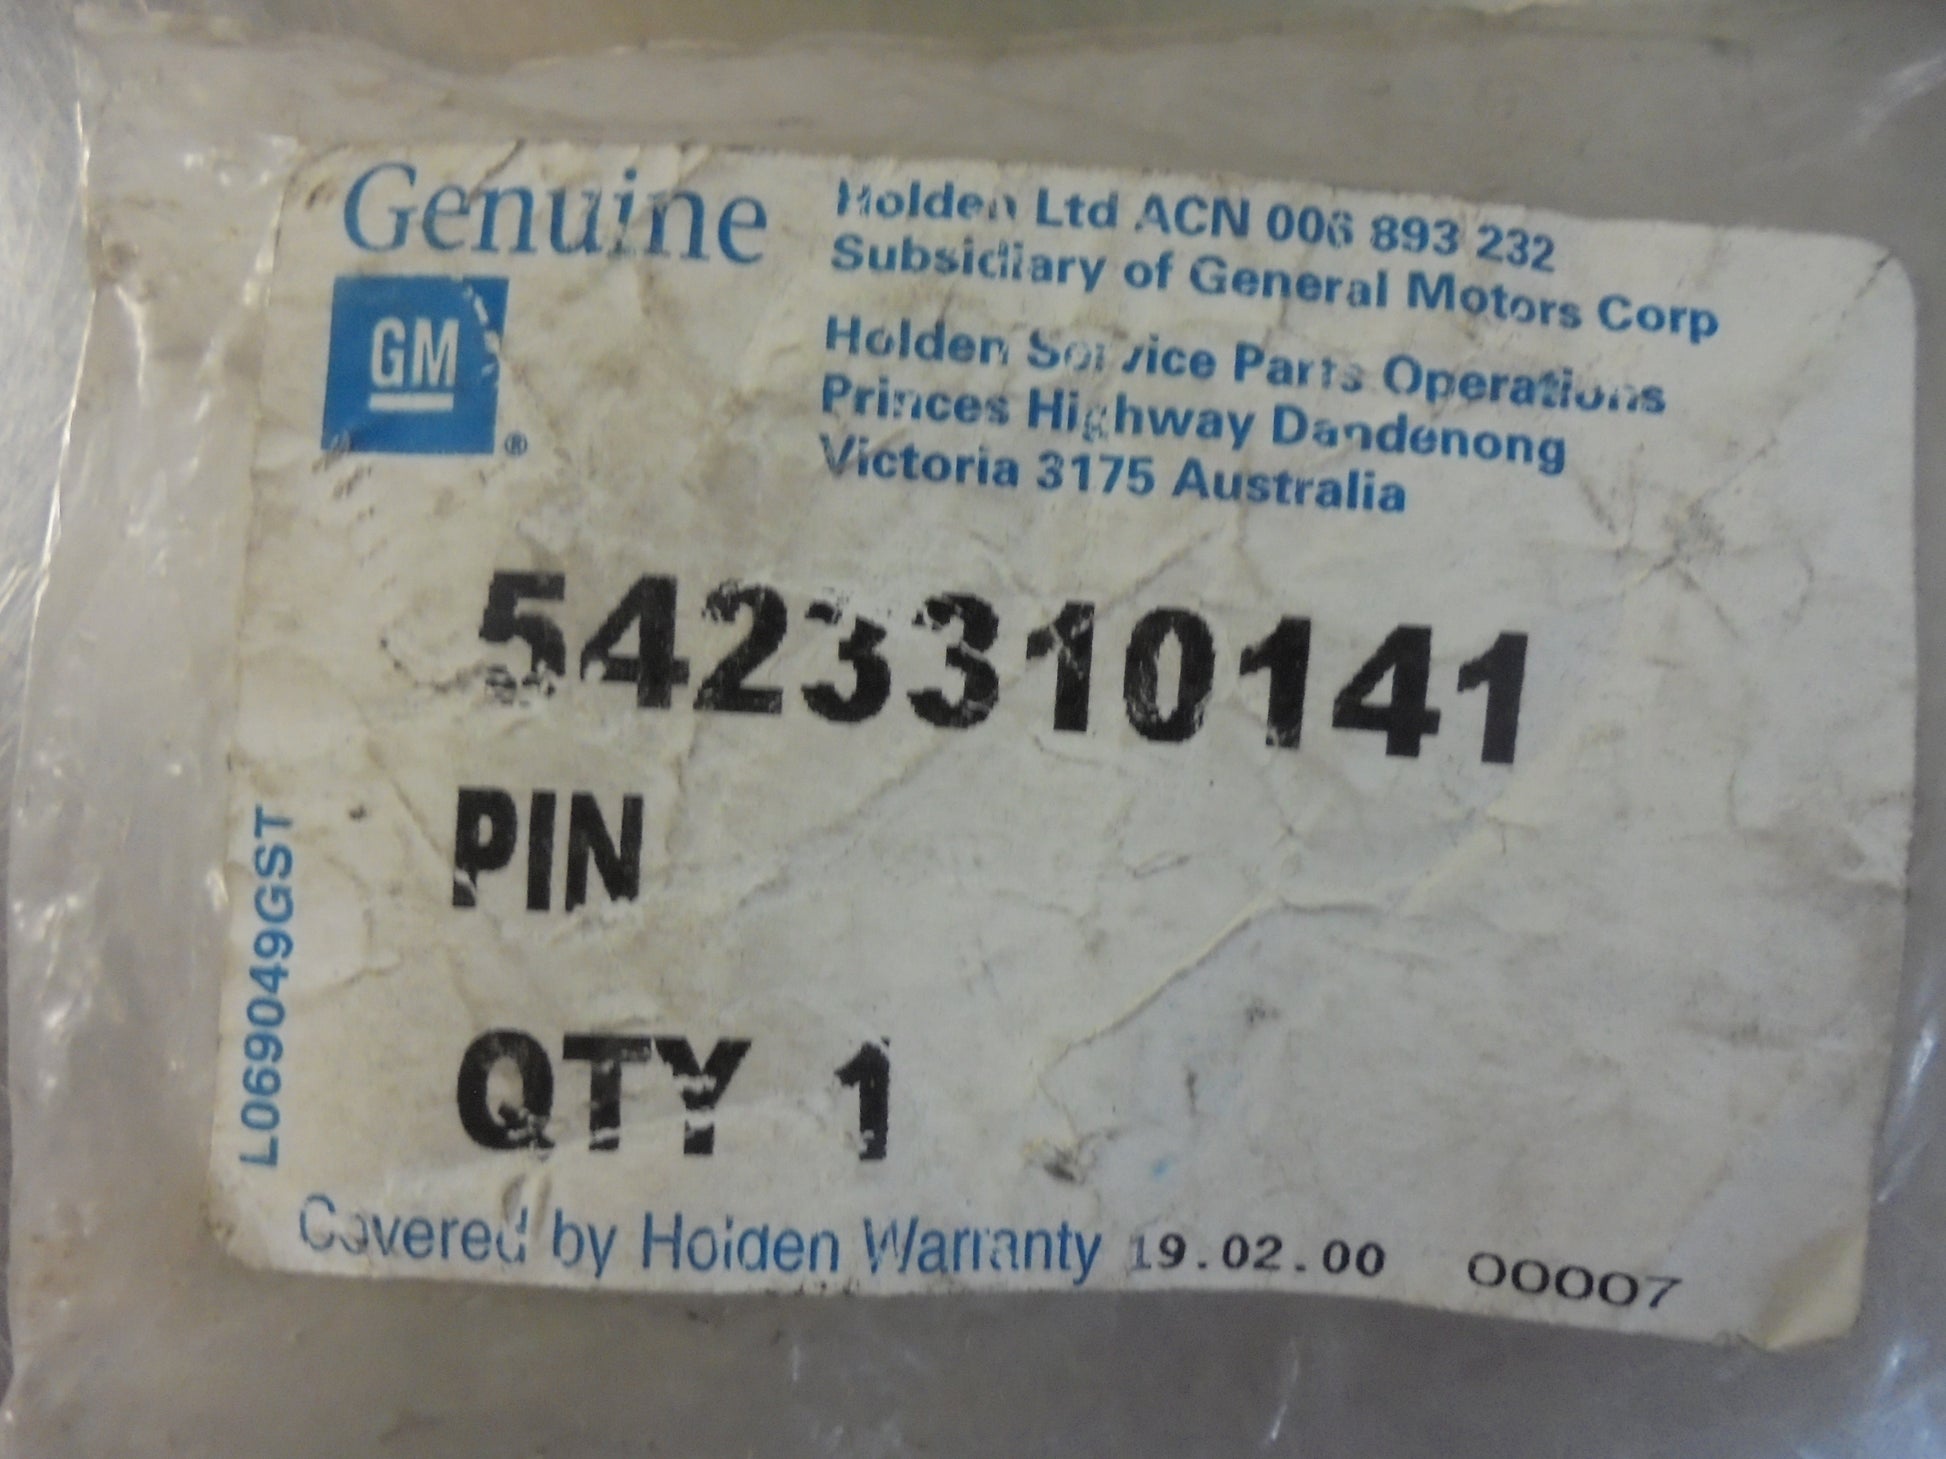 Genuine
GM
®
Holden Ltd ACN 006 893 232
Subsidiary of General Motors Corp
Holden Service Parts Operations
Princes Highway Dandenong
Victoria 3175 Australia
5423310141
PIN
QTY 1
L069049GST
Covered by Holden Warranty 19.02.00 00007